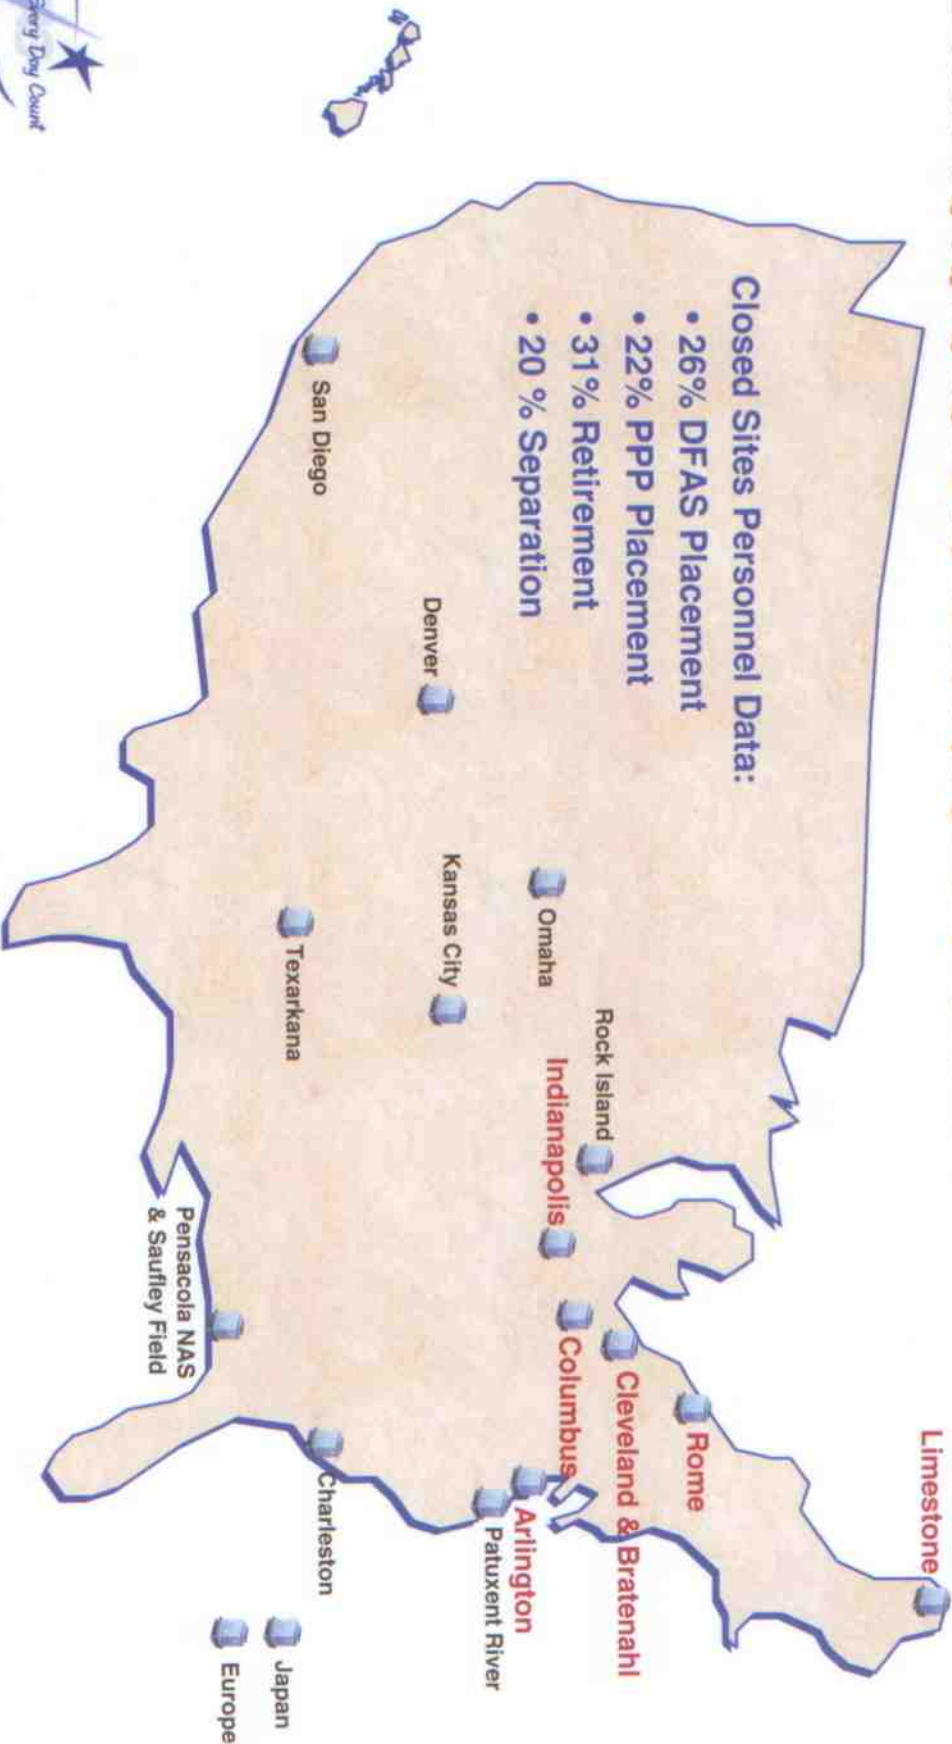 Closed Sites Personnel Data:
• 26% DFAS Placement
• 22% PPP Placement
• 31% Retirement
• 20 % Separation
Limestone
Rome
Cleveland & Bratenahl
Columbus
Indianapolis
Rock Island
Omaha
Kansas City
Denver
San Diego
Texarkana
Arlington
Patuxent River
Charleston
Pensacola NAS
& Saufley Field
Japan
Europe
Every Day Count